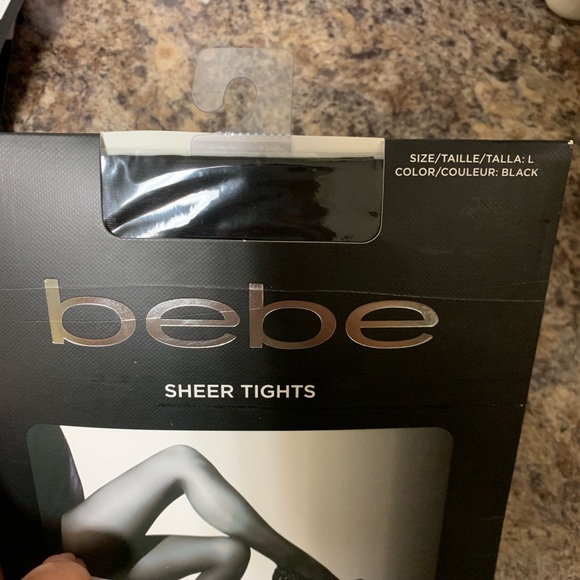 SIZE/TAILLE/TALLA: L
COLOR/COULEUR: BLACK
bebe
SHEER TIGHTS